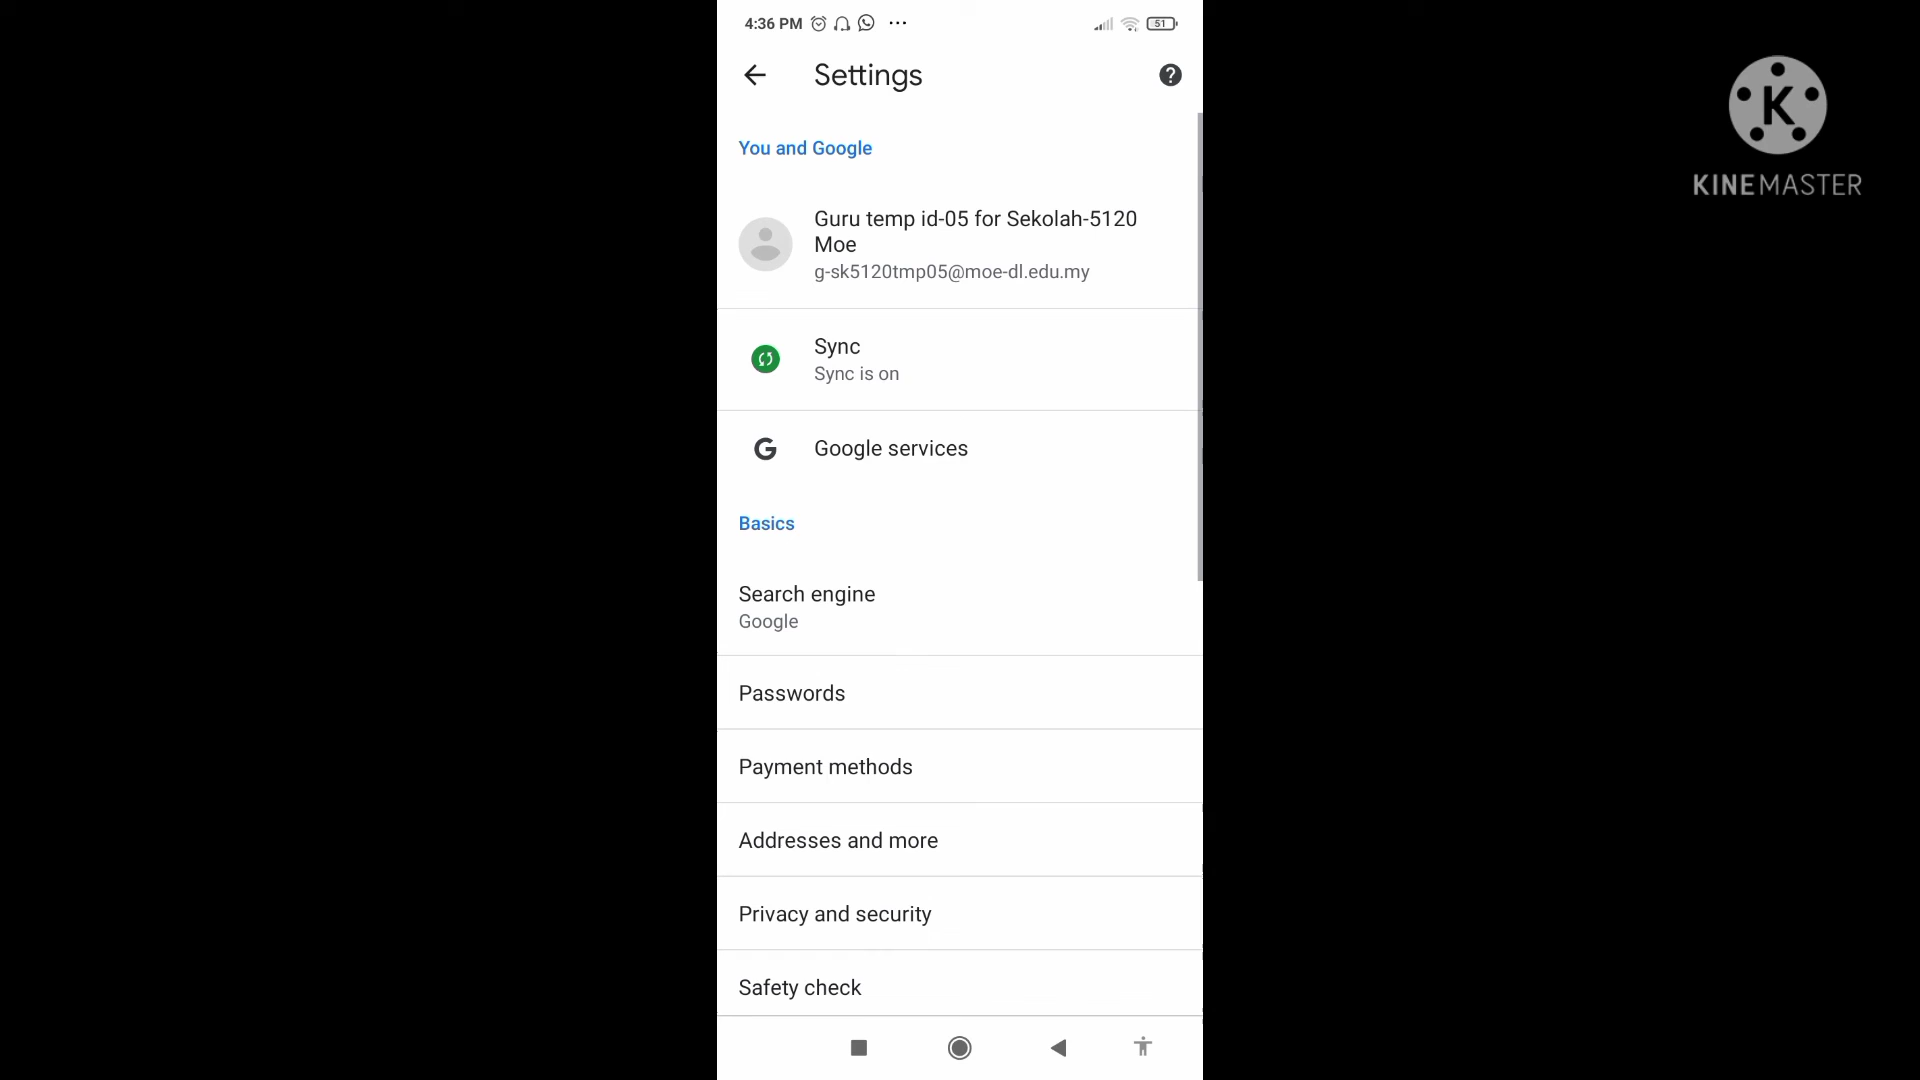 4:36 PM
51
Settings
You and Google
Guru temp id-05 for Sekolah-5120
Moe
g-sk5120tmp05@moe-dl.edu.my
Sync
Sync is on
Google services
Basics
Search engine
Google
Passwords
Payment methods
Addresses and more
Privacy and security
Safety check
K
KINEMASTER